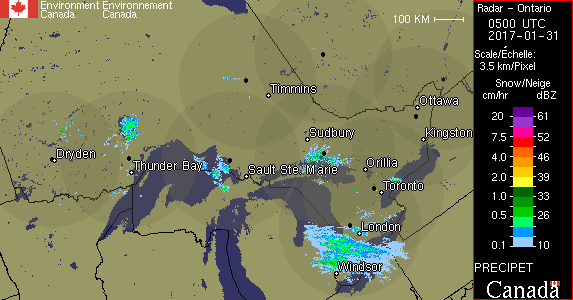 Environment Environnement
Canada Canada
100 KM
Timmins
Ottawa
Sudbury
Kingston
Dryden
Thunder Bay
Sault Ste. Marie
Orillia
Toronto
London
Windsor
Radar - Ontario
0500 UTC
2017-01-31
Scale/Échelle:
3.5 km/Pixel
Snow/Neige
cm/hr dBZ
20 61
7.5 52
4.0 46
2.0 39
1.0 33
0.5 26
0.1 10
PRECIPET
Canada